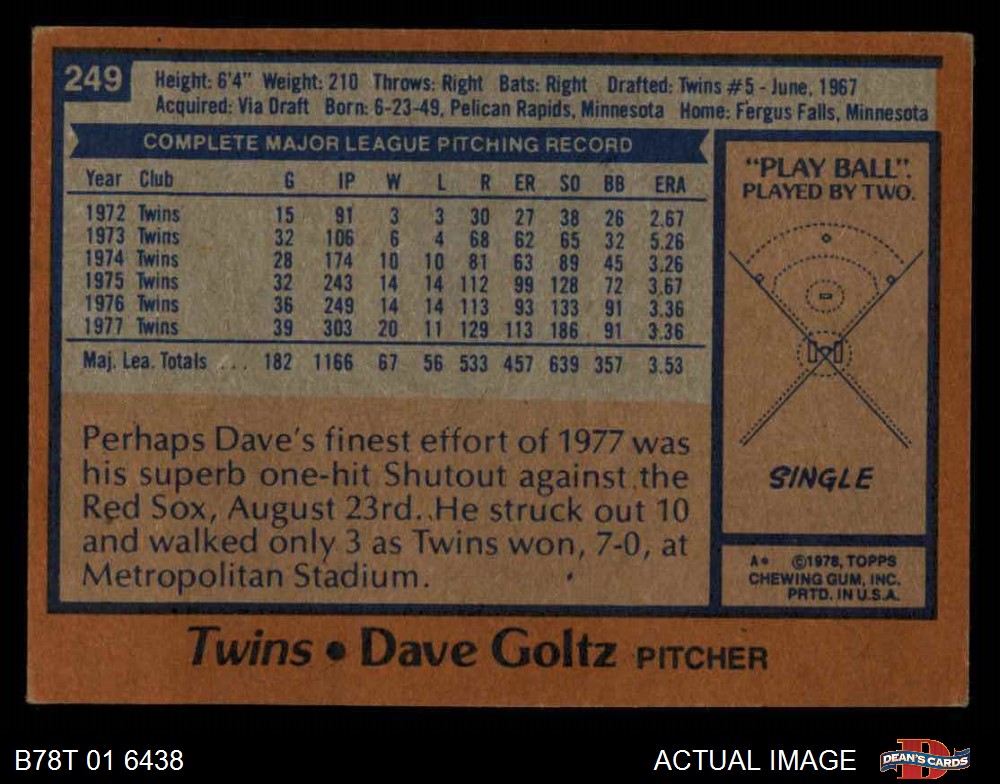 249
Height: 6'4" Weight: 210 Throws: Right Bats: Right Drafted: Twins #5 - June, 1967
Acquired: Via Draft Born: 6-23-49, Pelican Rapids, Minnesota Home: Fergus Falls, Minnesota
COMPLETE MAJOR LEAGUE PITCHING RECORD
Year Club G IP W L R ER SO BB ERA
1972 Twins 15 91 3 3 30 27 38 26 2.67
1973 Twins 32 106 6 4 68 62 65 32 5.26
1974 Twins 28 174 10 10 81 63 89 45 3.26
1975 Twins 32 243 14 14 112 99 128 72 3.67
1976 Twins 36 249 14 14 113 93 133 91 3.36
1977 Twins 39 303 20 11 129 113 186 91 3.36
Maj. Lea. Totals ... 182 1166 67 56 533 457 639 357 3.53
Perhaps Dave's finest effort of 1977 was
his superb one-hit Shutout against the
Red Sox, August 23rd. He struck out 10
and walked only 3 as Twins won, 7-0, at
Metropolitan Stadium.
"PLAY BALL":
PLAYED BY TWO.
SINGLE
A* ©1978, TOPPS
CHEWING GUM, INC.
PRTD. IN U.S.A.
Twins • Dave Goltz PITCHER
B78T 01 6438
ACTUAL IMAGE
D
DEAN'S CARDS